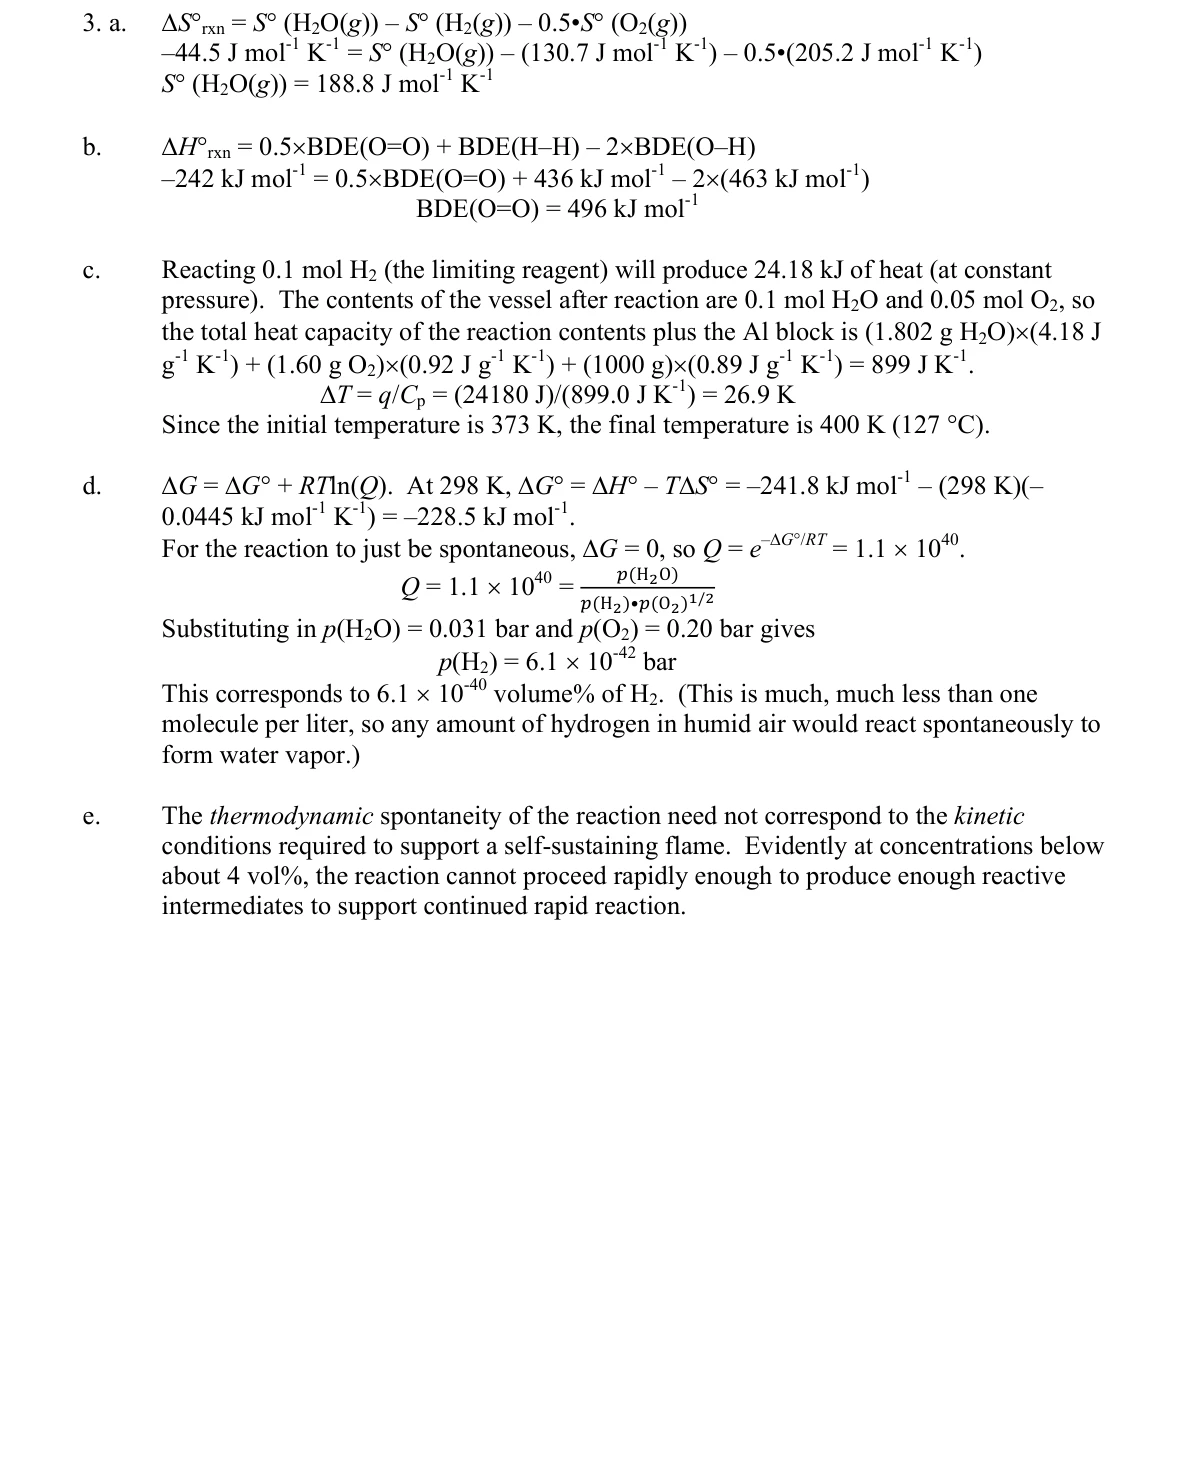 3. a. ΔS°rxn = S° (H₂O(g)) – S° (H₂(g)) – 0.5•S° (O₂(g))
–44.5 J mol⁻¹ K⁻¹ = S° (H₂O(g)) – (130.7 J mol⁻¹ K⁻¹) – 0.5•(205.2 J mol⁻¹ K⁻¹)
S° (H₂O(g)) = 188.8 J mol⁻¹ K⁻¹
b. ΔH°rxn = 0.5×BDE(O=O) + BDE(H–H) – 2×BDE(O–H)
–242 kJ mol⁻¹ = 0.5×BDE(O=O) + 436 kJ mol⁻¹ – 2×(463 kJ mol⁻¹)
BDE(O=O) = 496 kJ mol⁻¹
c. Reacting 0.1 mol H₂ (the limiting reagent) will produce 24.18 kJ of heat (at constant
pressure). The contents of the vessel after reaction are 0.1 mol H₂O and 0.05 mol O₂, so
the total heat capacity of the reaction contents plus the Al block is (1.802 g H₂O)×(4.18 J
g⁻¹ K⁻¹) + (1.60 g O₂)×(0.92 J g⁻¹ K⁻¹) + (1000 g)×(0.89 J g⁻¹ K⁻¹) = 899 J K⁻¹.
ΔT = q/Cₚ = (24180 J)/(899.0 J K⁻¹) = 26.9 K
Since the initial temperature is 373 K, the final temperature is 400 K (127 °C).
d. ΔG = ΔG° + RTln(Q). At 298 K, ΔG° = ΔH° – TΔS° = –241.8 kJ mol⁻¹ – (298 K)(–
0.0445 kJ mol⁻¹ K⁻¹) = –228.5 kJ mol⁻¹.
For the reaction to just be spontaneous, ΔG = 0, so Q = e^–ΔG°/RT = 1.1 × 10⁴⁰.
Q = 1.1 × 10⁴⁰ = p(H₂O) / p(H₂)•p(O₂)^1/2
Substituting in p(H₂O) = 0.031 bar and p(O₂) = 0.20 bar gives
p(H₂) = 6.1 × 10⁻⁴² bar
This corresponds to 6.1 × 10⁻⁴⁰ volume% of H₂. (This is much, much less than one
molecule per liter, so any amount of hydrogen in humid air would react spontaneously to
form water vapor.)
e. The thermodynamic spontaneity of the reaction need not correspond to the kinetic
conditions required to support a self-sustaining flame. Evidently at concentrations below
about 4 vol%, the reaction cannot proceed rapidly enough to produce enough reactive
intermediates to support continued rapid reaction.